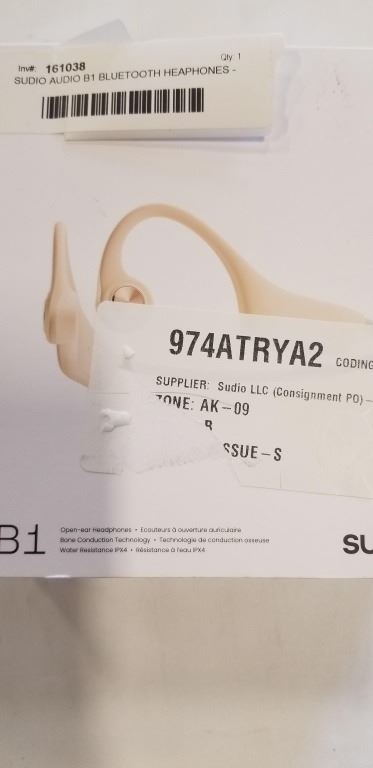 Inv#: 161038 Qty: 1
SUDIO AUDIO B1 BLUETOOTH HEAPHONES -
974ATRYA2 CODING
SUPPLIER: Sudio LLC (Consignment PO) -
ZONE: AK-09
R
SSUE-S
B1
Open-ear Headphones • Écouteurs à ouverture auriculaire
Bone Conduction Technology • Technologie de conduction osseuse
Water Resistance IPX4 • Résistance à l'eau IPX4
SU